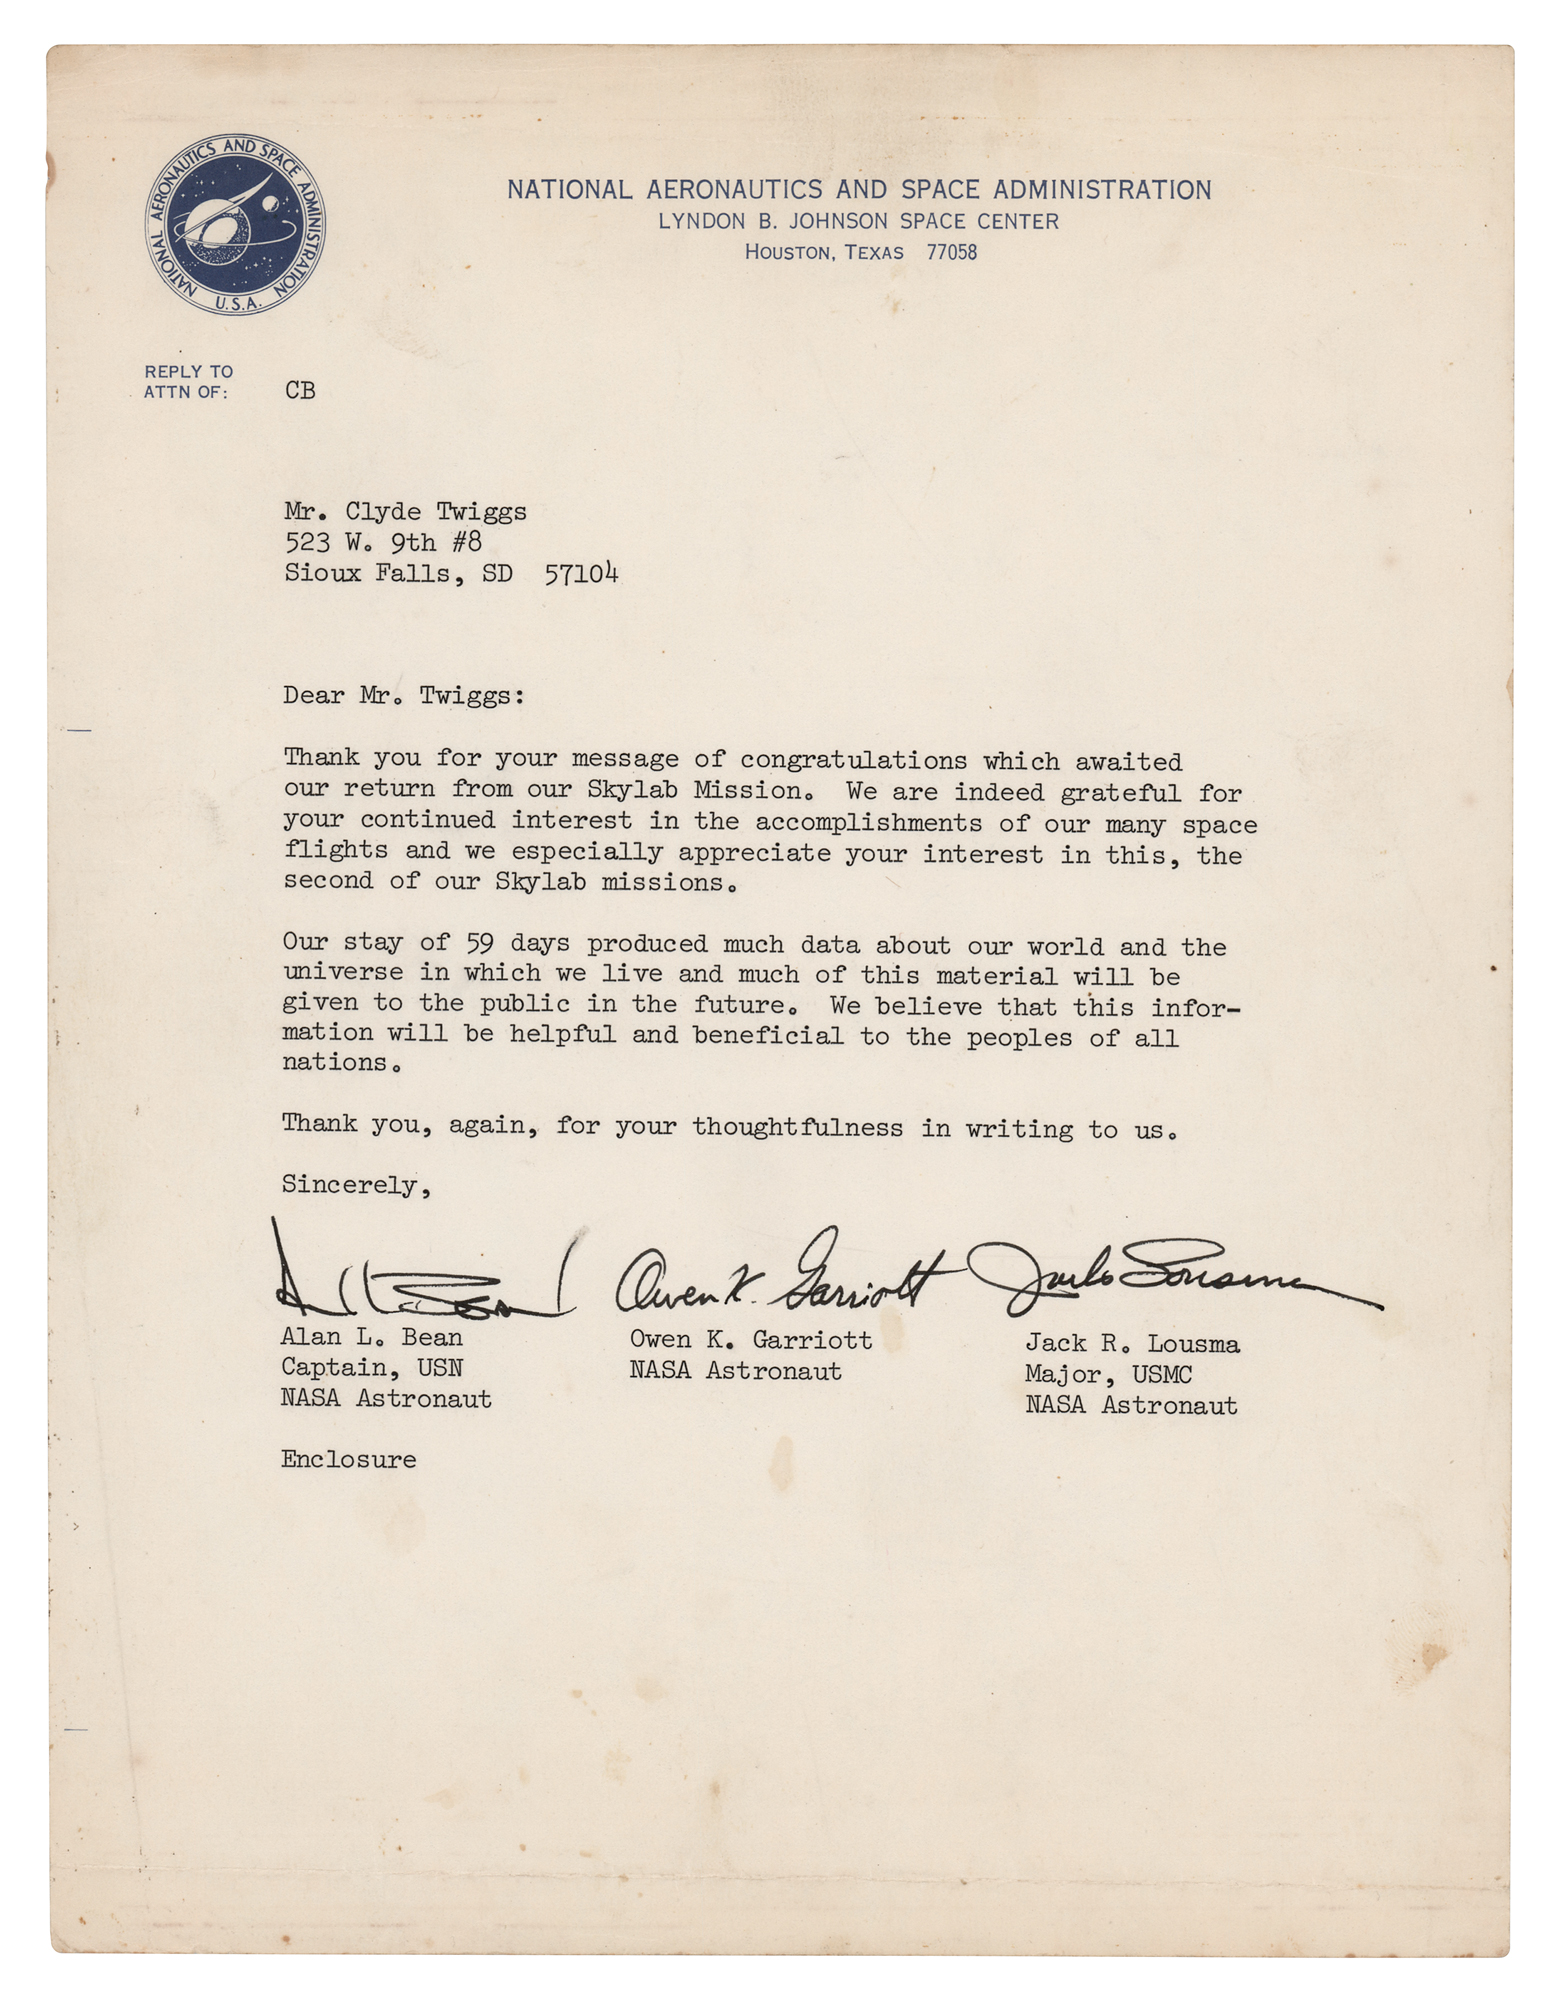 NATIONAL AERONAUTICS AND SPACE ADMINISTRATION
U.S.A.
NATIONAL AERONAUTICS AND SPACE ADMINISTRATION
LYNDON B. JOHNSON SPACE CENTER
HOUSTON, TEXAS 77058
REPLY TO
ATTN OF: CB
Mr. Clyde Twiggs
523 W. 9th #8
Sioux Falls, SD 57104
Dear Mr. Twiggs:
Thank you for your message of congratulations which awaited
our return from our Skylab Mission. We are indeed grateful for
your continued interest in the accomplishments of our many space
flights and we especially appreciate your interest in this, the
second of our Skylab missions.
Our stay of 59 days produced much data about our world and the
universe in which we live and much of this material will be
given to the public in the future. We believe that this infor-
mation will be helpful and beneficial to the peoples of all
nations.
Thank you, again, for your thoughtfulness in writing to us.
Sincerely,
Alan L. Bean Owen K. Garriott Jack Lousma
Alan L. Bean Owen K. Garriott Jack R. Lousma
Captain, USN NASA Astronaut Major, USMC
NASA Astronaut NASA Astronaut
Enclosure